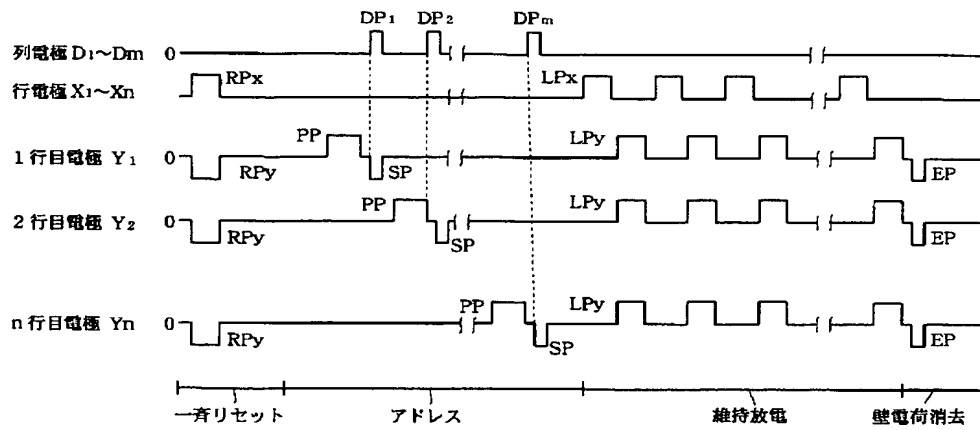 DP₁ DP₂ DPm
列電極 D₁〜Dm 0
行電極 X₁〜Xn RPx LPx
1行目電極 Y₁ 0 RPy PP SP LPy EP
2行目電極 Y₂ 0 RPy PP SP LPy EP
n行目電極 Yn 0 RPy PP SP LPy EP
一斉リセット アドレス 維持放電 壁電荷消去